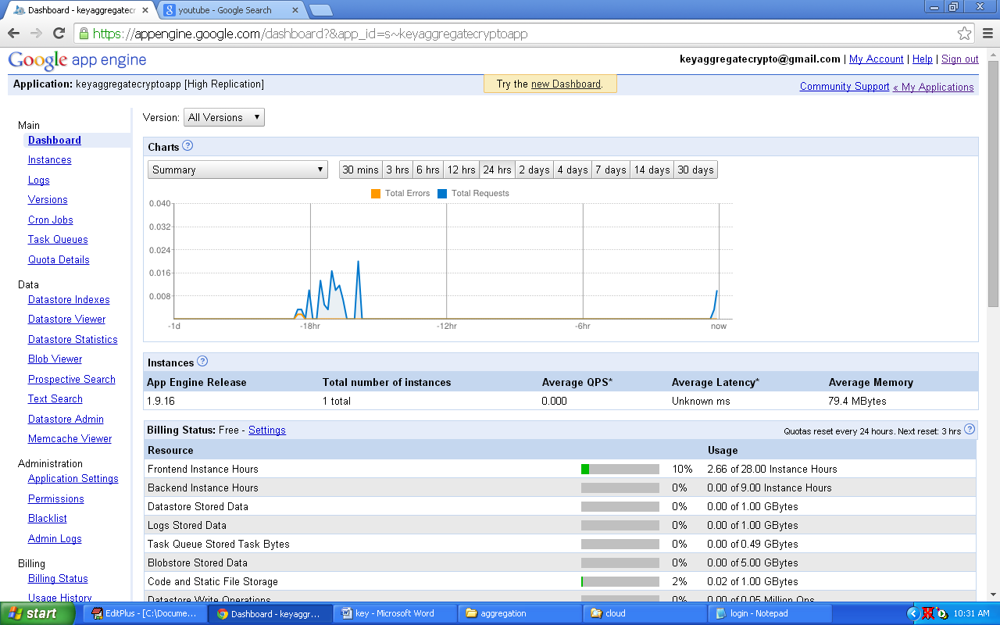 Dashboard - keyaggregatecr
youtube - Google Search
https://appengine.google.com/dashboard?&app_id=s~keyaggregatecryptoapp
Google app engine
keyaggregatecrypto@gmail.com | My Account | Help | Sign out
Application: keyaggregatecryptoapp [High Replication]
Try the new Dashboard.
Community Support « My Applications
Main
Dashboard
Instances
Logs
Versions
Cron Jobs
Task Queues
Quota Details
Data
Datastore Indexes
Datastore Viewer
Datastore Statistics
Blob Viewer
Prospective Search
Text Search
Datastore Admin
Memcache Viewer
Administration
Application Settings
Permissions
Blacklist
Admin Logs
Billing
Billing Status
Usage History
Version: All Versions
Charts ?
Summary
30 mins 3 hrs 6 hrs 12 hrs 24 hrs 2 days 4 days 7 days 14 days 30 days
Total Errors Total Requests
0.040
0.032
0.024
0.016
0.008
-1d -18hr -12hr -6hr now
Instances ?
App Engine Release Total number of instances Average QPS* Average Latency* Average Memory
1.9.16 1 total 0.000 Unknown ms 79.4 MBytes
Billing Status: Free - Settings Quotas reset every 24 hours. Next reset: 3 hrs ?
Resource Usage
Frontend Instance Hours 10% 2.66 of 28.00 Instance Hours
Backend Instance Hours 0% 0.00 of 9.00 Instance Hours
Datastore Stored Data 0% 0.00 of 1.00 GBytes
Logs Stored Data 0% 0.00 of 1.00 GBytes
Task Queue Stored Task Bytes 0% 0.00 of 0.49 GBytes
Blobstore Stored Data 0% 0.00 of 5.00 GBytes
Code and Static File Storage 2% 0.02 of 1.00 GBytes
Datastore Write Operations 0% 0.00 of 0.05 Million Ops
start
EditPlus - [C:\Docume...
Dashboard - keyaggr...
key - Microsoft Word
aggregation
cloud
login - Notepad
10:31 AM